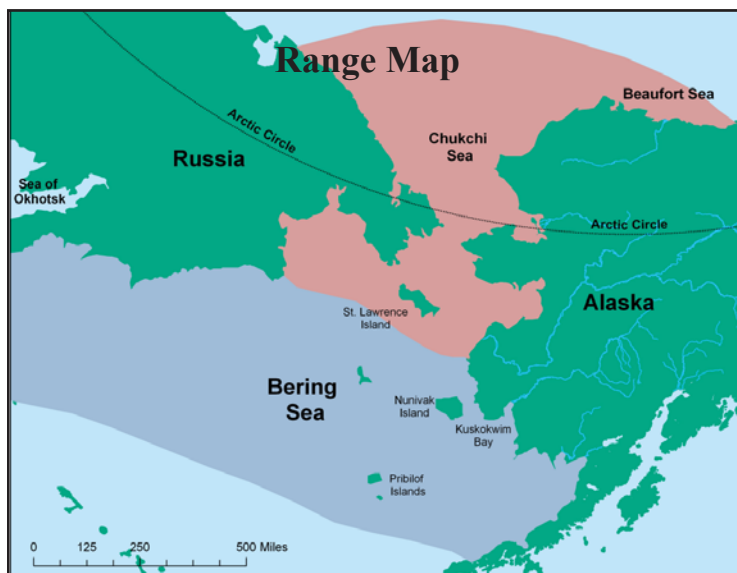 Range Map
Beaufort Sea
Arctic Circle
Chukchi
Sea
Russia
Sea of
Okhotsk
Arctic Circle
Alaska
St. Lawrence
Island
Bering
Sea
Nunivak
Island
Kuskokwim
Bay
Pribilof
Islands
0 125 250 500 Miles